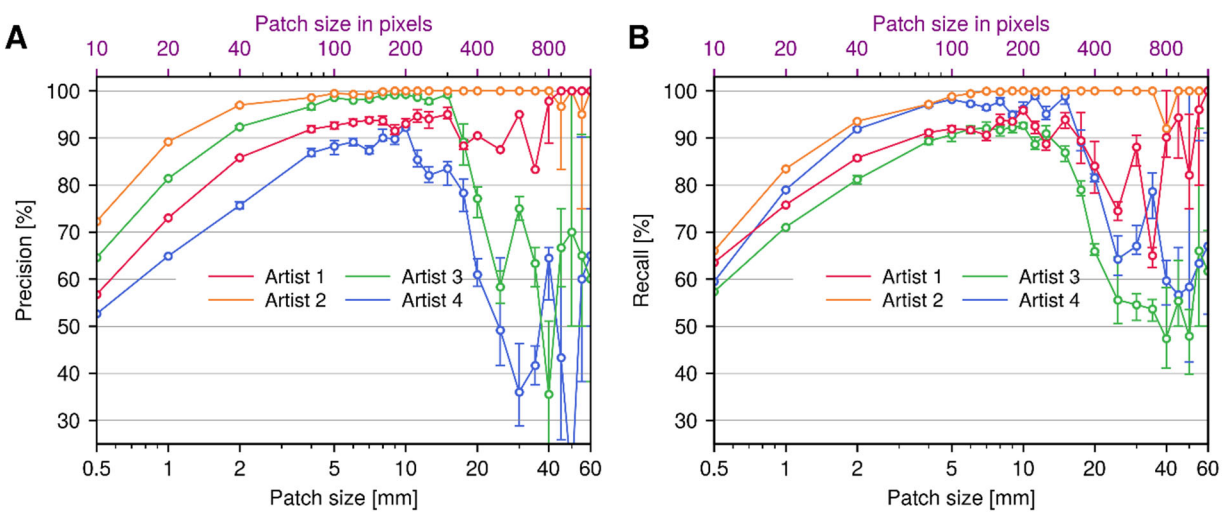 A
Patch size in pixels
10 20 40 100 200 400 800
Precision [%]
100
90
80
70
60
50
40
30
Artist 1 Artist 3
Artist 2 Artist 4
0.5 1 2 5 10 20 40 60
Patch size [mm]
B
Patch size in pixels
10 20 40 100 200 400 800
Recall [%]
100
90
80
70
60
50
40
30
Artist 1 Artist 3
Artist 2 Artist 4
0.5 1 2 5 10 20 40 60
Patch size [mm]